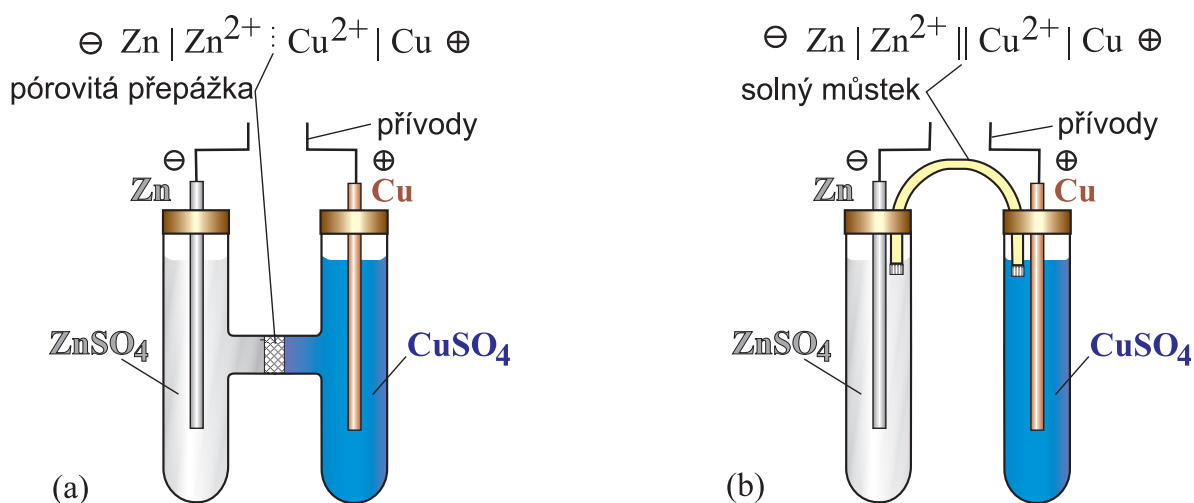 ⊖ Zn | Zn²⁺ ⋮ Cu²⁺ | Cu ⊕
pórovitá přepážka
přívody
⊖
⊕
Zn
Cu
ZnSO₄
CuSO₄
(a)
⊖ Zn | Zn²⁺ || Cu²⁺ | Cu ⊕
solný můstek
přívody
⊖
⊕
Zn
Cu
ZnSO₄
CuSO₄
(b)